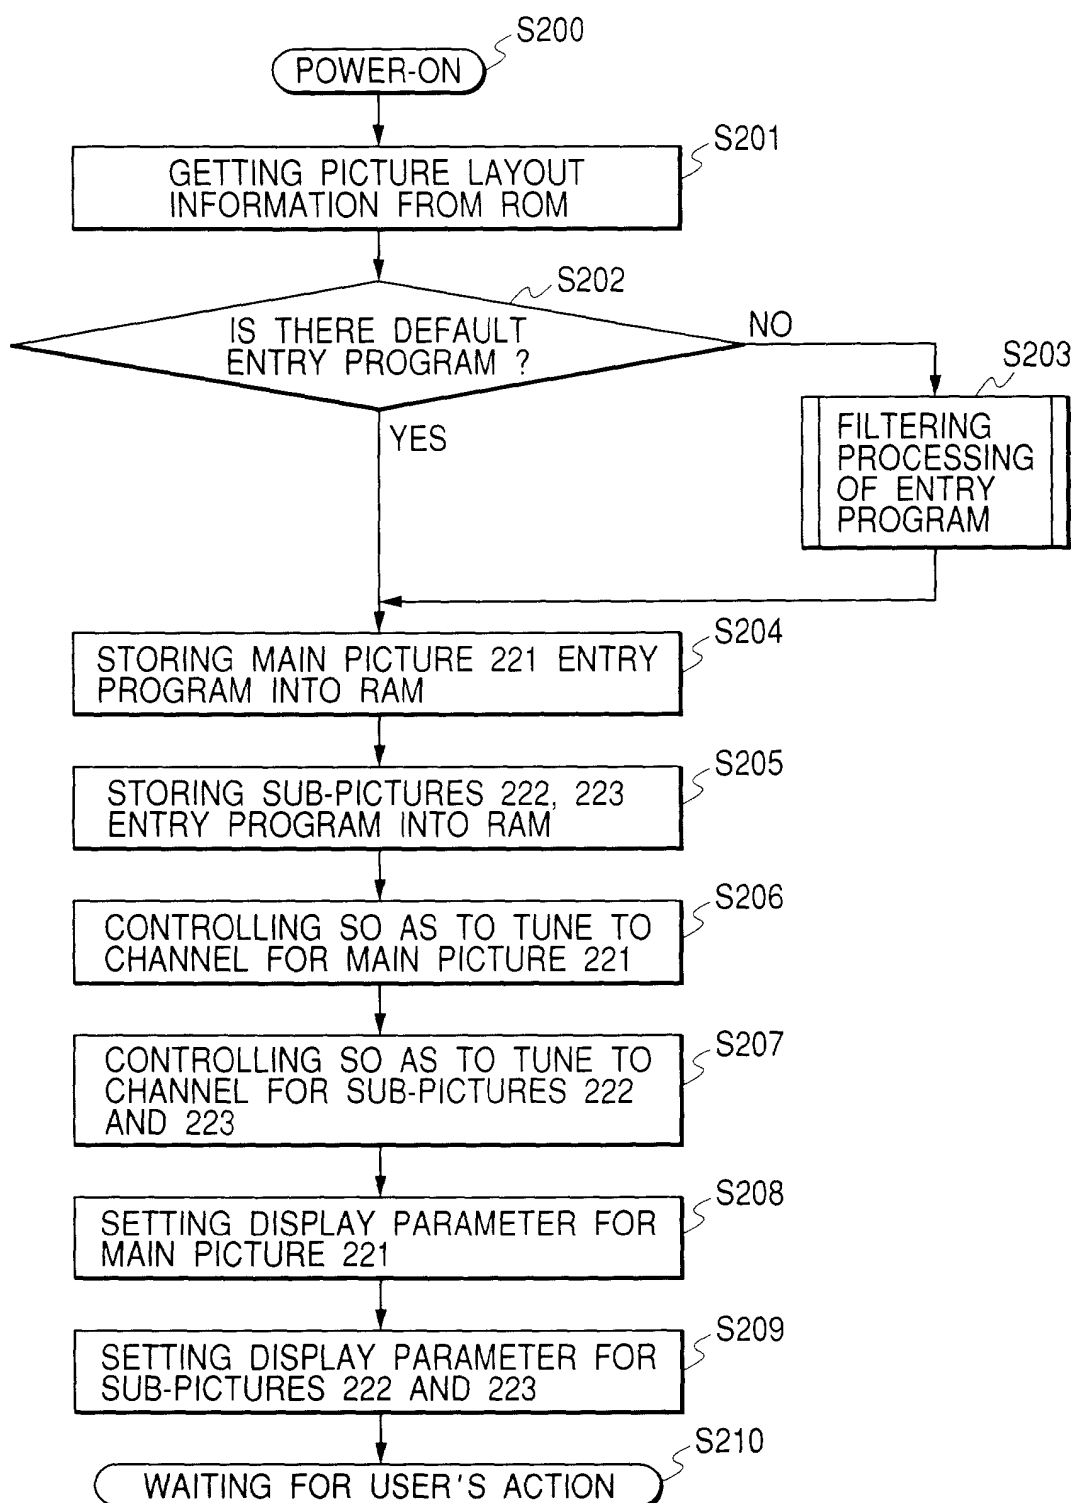 S200
POWER-ON
S201
GETTING PICTURE LAYOUT
INFORMATION FROM ROM
S202
IS THERE DEFAULT
ENTRY PROGRAM ?
NO
S203
YES
FILTERING
PROCESSING
OF ENTRY
PROGRAM
S204
STORING MAIN PICTURE 221 ENTRY
PROGRAM INTO RAM
S205
STORING SUB-PICTURES 222, 223
ENTRY PROGRAM INTO RAM
S206
CONTROLLING SO AS TO TUNE TO
CHANNEL FOR MAIN PICTURE 221
S207
CONTROLLING SO AS TO TUNE TO
CHANNEL FOR SUB-PICTURES 222
AND 223
S208
SETTING DISPLAY PARAMETER FOR
MAIN PICTURE 221
S209
SETTING DISPLAY PARAMETER FOR
SUB-PICTURES 222 AND 223
S210
WAITING FOR USER'S ACTION